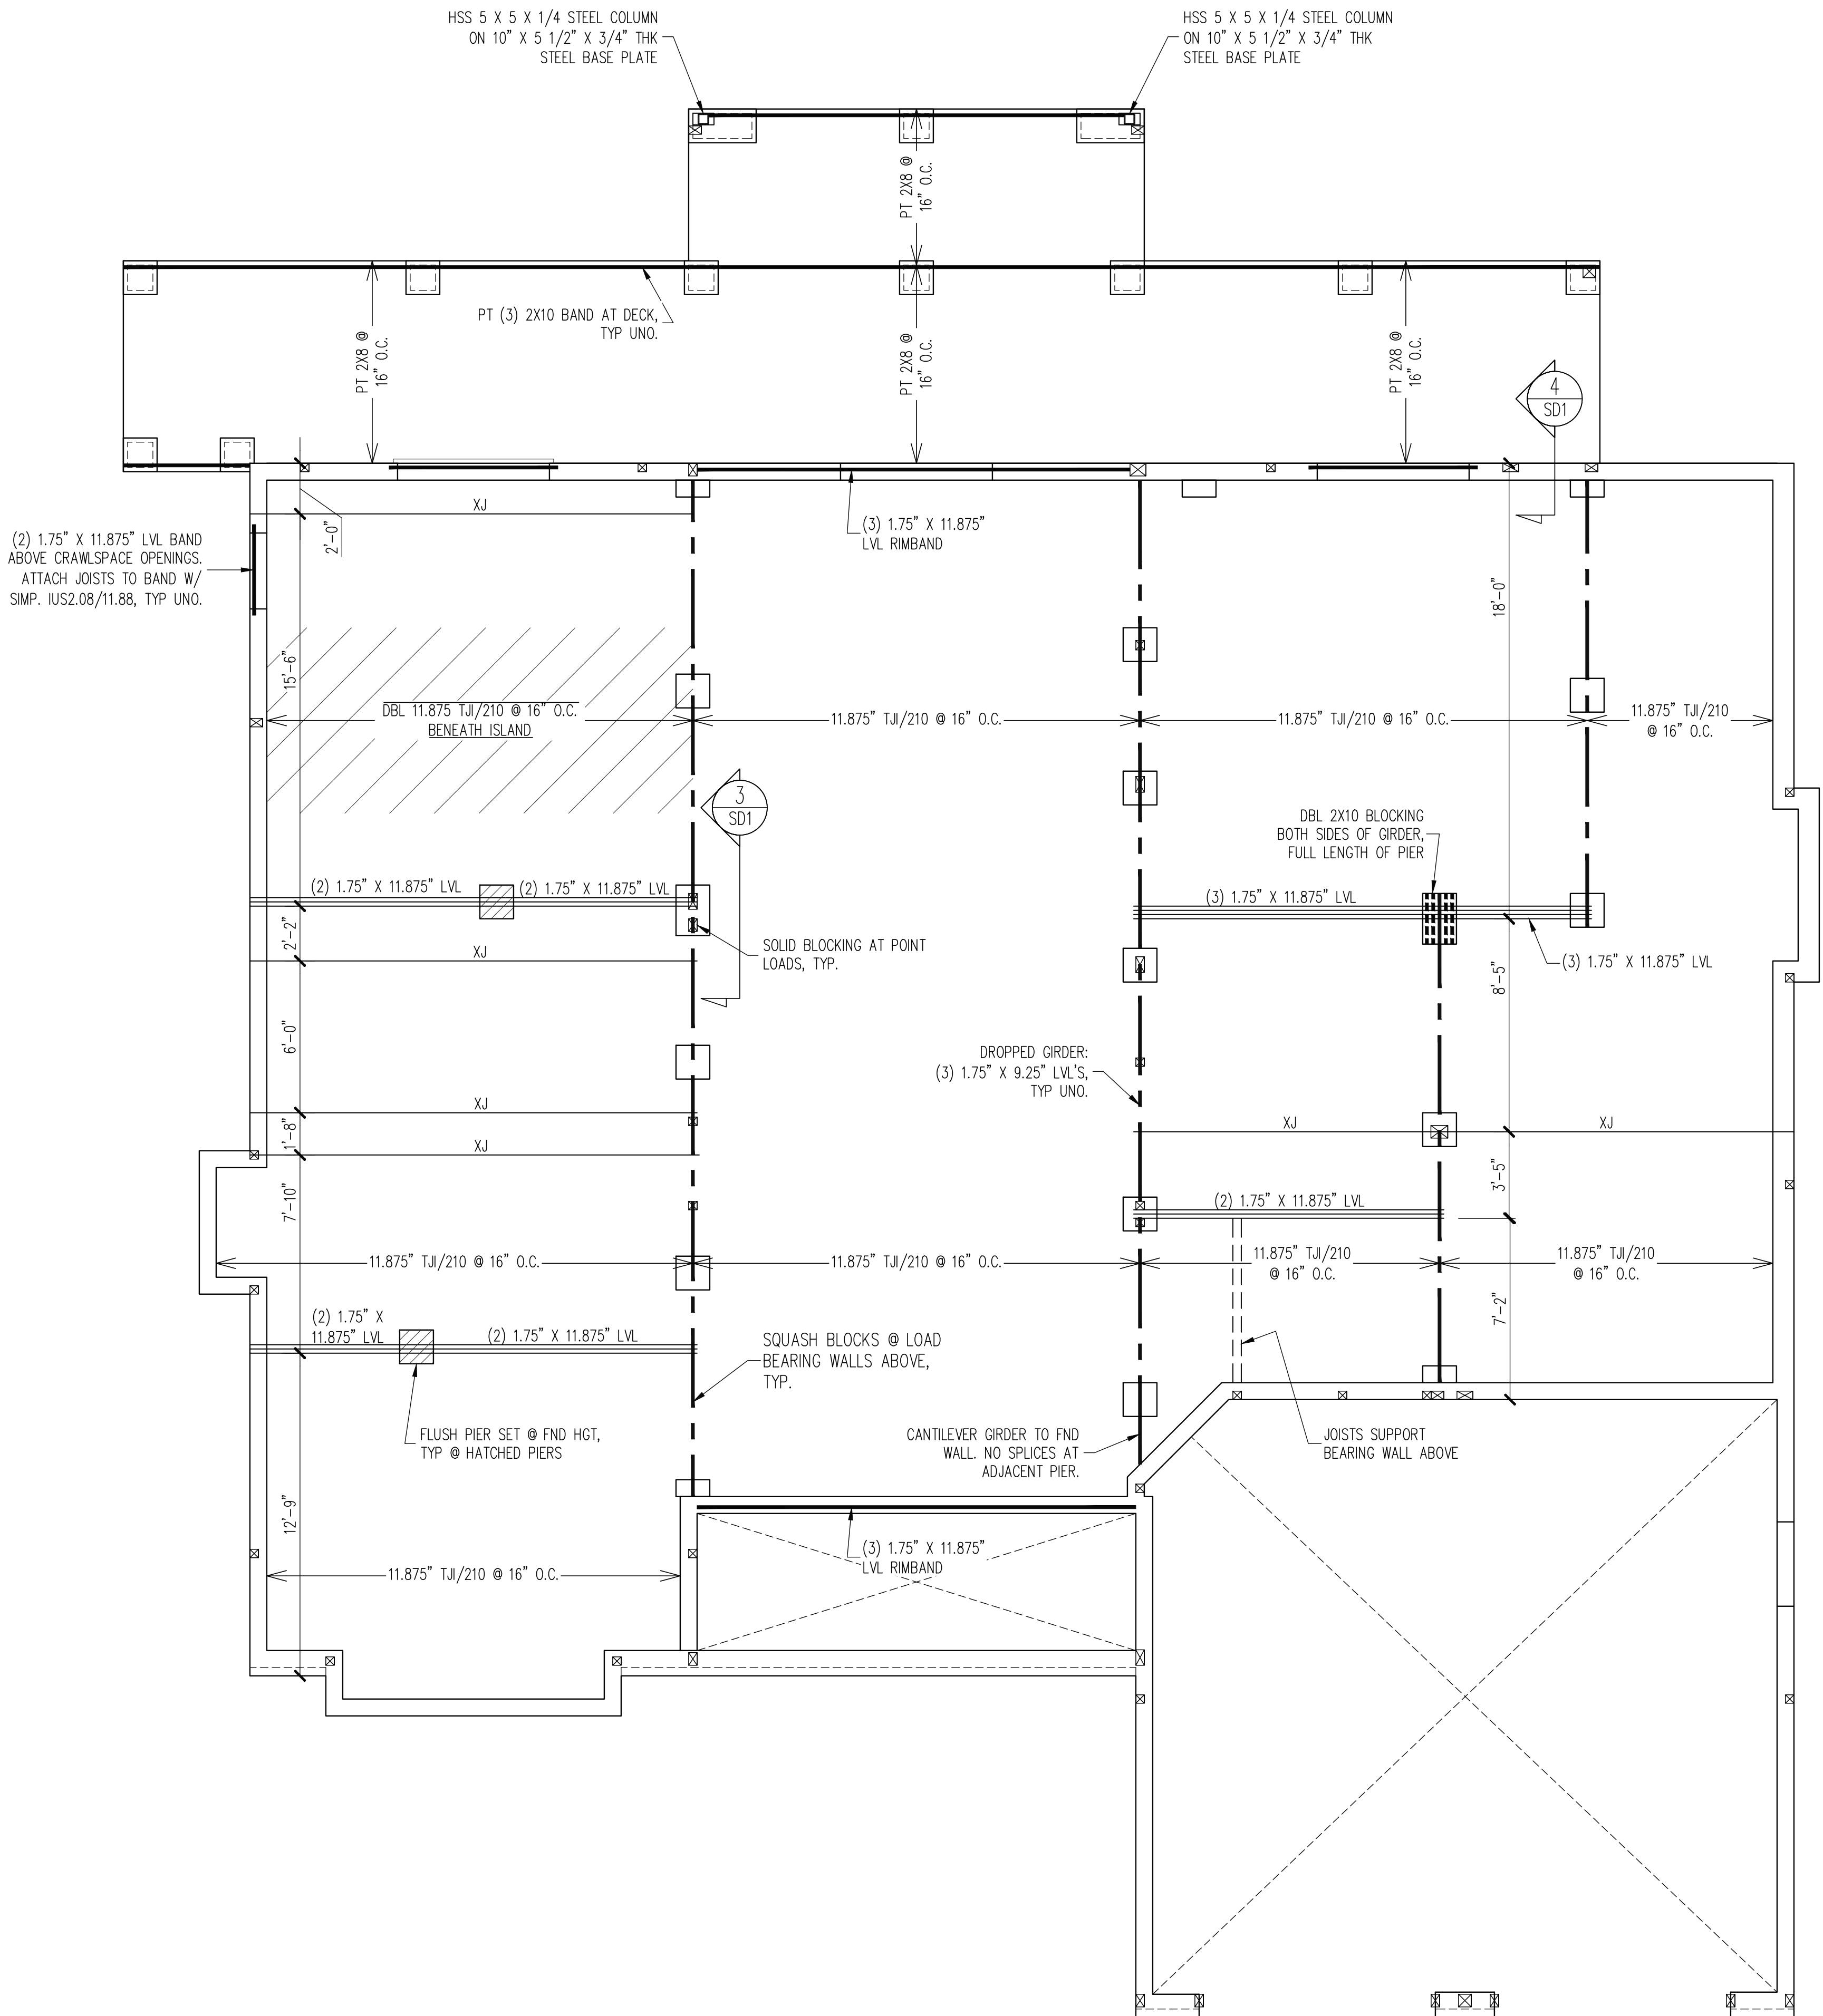 HSS 5 X 5 X 1/4 STEEL COLUMN
ON 10" X 5 1/2" X 3/4" THK
STEEL BASE PLATE
HSS 5 X 5 X 1/4 STEEL COLUMN
ON 10" X 5 1/2" X 3/4" THK
STEEL BASE PLATE
PT 2X8 @
16" O.C.
PT (3) 2X10 BAND AT DECK,
TYP UNO.
PT 2X8 @
16" O.C.
PT 2X8 @
16" O.C.
PT 2X8 @
16" O.C.
4
SD1
XJ
2'-0"
(3) 1.75" X 11.875"
LVL RIMBAND
(2) 1.75" X 11.875" LVL BAND
ABOVE CRAWLSPACE OPENINGS.
ATTACH JOISTS TO BAND W/
SIMP. IUS2.08/11.88, TYP UNO.
18'-0"
15'-6"
DBL 11.875 TJI/210 @ 16" O.C.
BENEATH ISLAND
11.875" TJI/210 @ 16" O.C.
11.875" TJI/210 @ 16" O.C.
11.875" TJI/210
@ 16" O.C.
3
SD1
DBL 2X10 BLOCKING
BOTH SIDES OF GIRDER,
FULL LENGTH OF PIER
(2) 1.75" X 11.875" LVL
(2) 1.75" X 11.875" LVL
(3) 1.75" X 11.875" LVL
2'-2"
SOLID BLOCKING AT POINT
LOADS, TYP.
XJ
(3) 1.75" X 11.875" LVL
8'-5"
6'-0"
DROPPED GIRDER:
(3) 1.75" X 9.25" LVL'S,
TYP UNO.
XJ
1'-8"
XJ
XJ
XJ
3'-5"
7'-10"
(2) 1.75" X 11.875" LVL
11.875" TJI/210 @ 16" O.C.
11.875" TJI/210 @ 16" O.C.
11.875" TJI/210
@ 16" O.C.
11.875" TJI/210
@ 16" O.C.
7'-2"
(2) 1.75" X
11.875" LVL
(2) 1.75" X 11.875" LVL
SQUASH BLOCKS @ LOAD
BEARING WALLS ABOVE,
TYP.
FLUSH PIER SET @ FND HGT,
TYP @ HATCHED PIERS
CANTILEVER GIRDER TO FND
WALL. NO SPLICES AT
ADJACENT PIER.
JOISTS SUPPORT
BEARING WALL ABOVE
12'-9"
(3) 1.75" X 11.875"
LVL RIMBAND
11.875" TJI/210 @ 16" O.C.